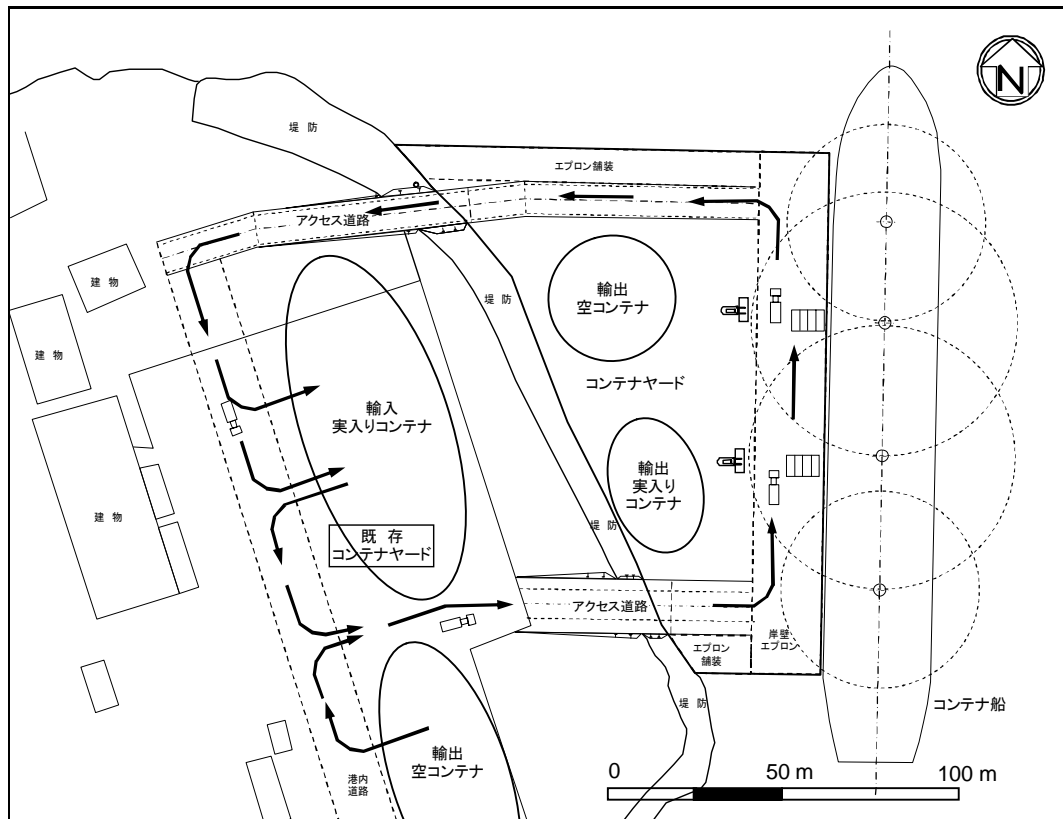 N
堤 防
エプロン舗装
アクセス道路
建 物
堤 防
輸出
空コンテナ
建 物
コンテナヤード
輸入
実入りコンテナ
輸出
実入り
コンテナ
建 物
堤 防
既 存
コンテナヤード
アクセス道路
岸壁
エプロン
エプロン
舗装
堤 防
コンテナ船
輸出
空コンテナ
港内
道路
0 50 m 100 m